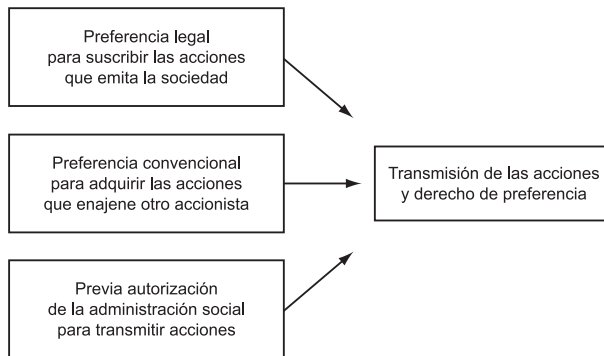 Preferencia legal
para suscribir las acciones
que emita la sociedad
Preferencia convencional
para adquirir las acciones
que enajene otro accionista
Transmisión de las acciones
y derecho de preferencia
Previa autorización
de la administración social
para transmitir acciones